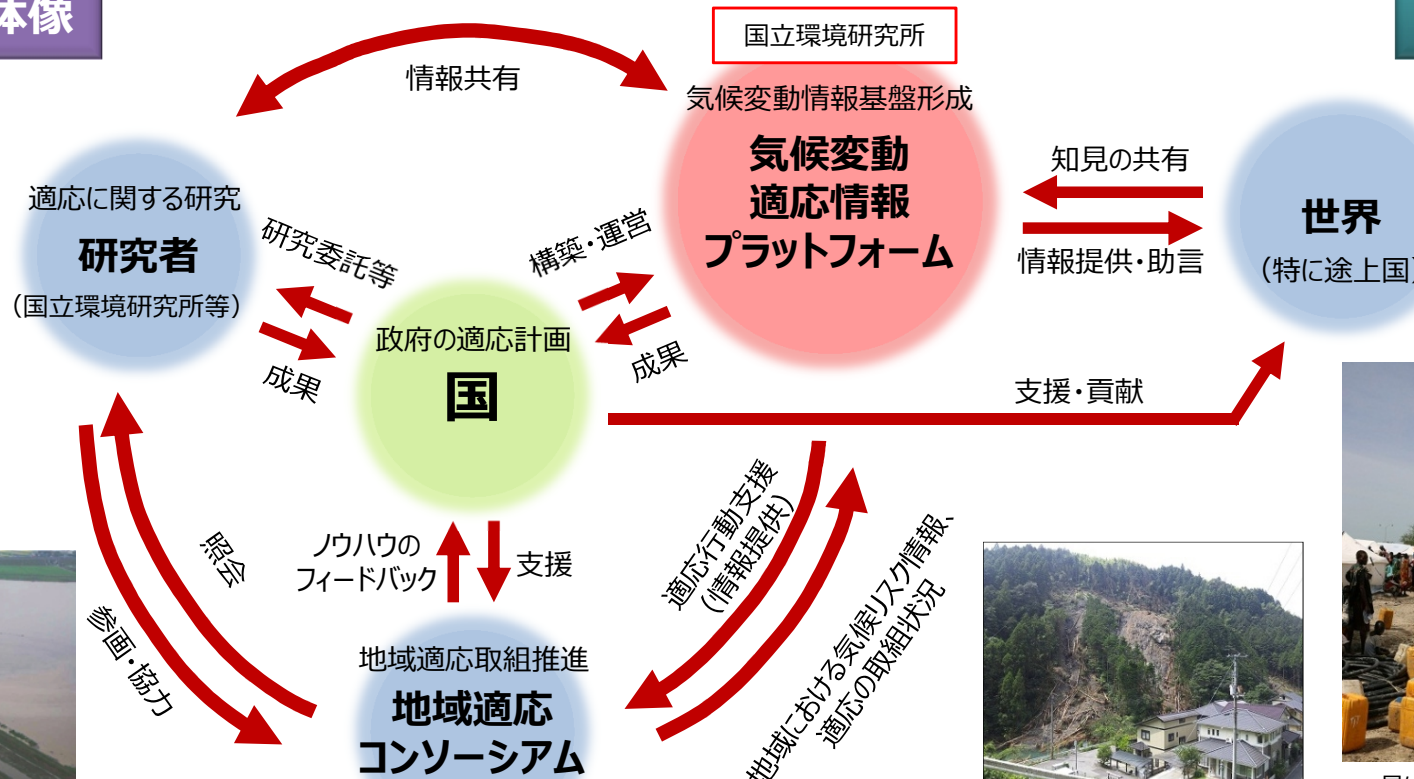 体像
国立環境研究所
情報共有
気候変動情報基盤形成
気候変動
適応情報
プラットフォーム
知見の共有
情報提供・助言
世界
（特に途上国）
適応に関する研究
研究者
（国立環境研究所等）
研究委託等
成果
構築・運営
成果
政府の適応計画
国
支援・貢献
ノウハウの
フィードバック
支援
照会
参画・協力
適応行動支援
（情報提供）
地域における気候リスク情報、
適応の取組状況
地域適応取組推進
地域適応
コンソーシアム